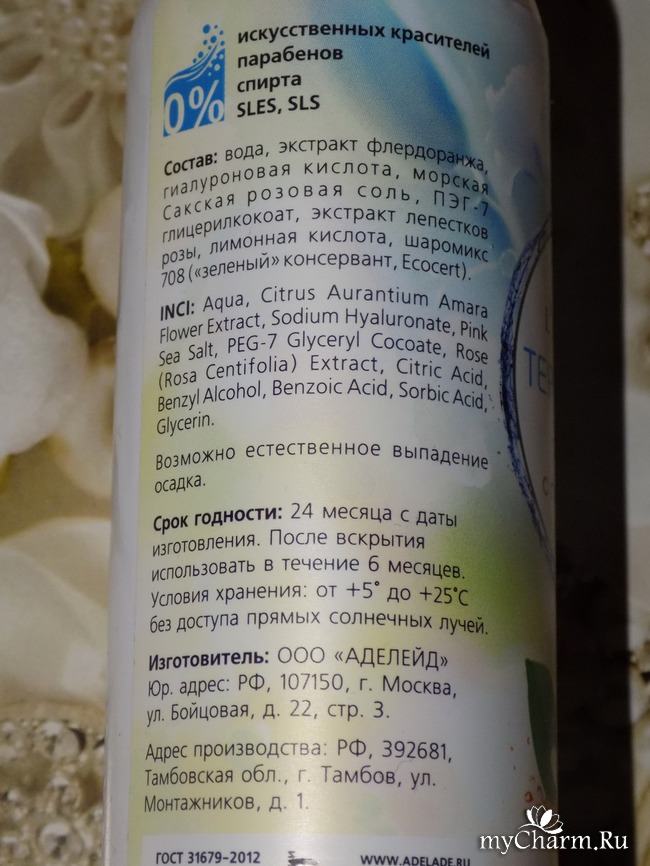 искусственных красителей
парабенов
спирта
0% SLES, SLS
Состав: вода, экстракт флердоранжа,
гиалуроновая кислота, морская
Сакская розовая соль, ПЭГ-7
глицерилкокоат, экстракт лепестков
розы, лимонная кислота, шаромикс
708 («зеленый» консервант, Ecocert).
INCI: Aqua, Citrus Aurantium Amara
Flower Extract, Sodium Hyaluronate, Pink
Sea Salt, PEG-7 Glyceryl Cocoate, Rose
(Rosa Centifolia) Extract, Citric Acid,
Benzyl Alcohol, Benzoic Acid, Sorbic Acid,
Glycerin.
Возможно естественное выпадение
осадка.
Срок годности: 24 месяца с даты
изготовления. После вскрытия
использовать в течение 6 месяцев.
Условия хранения: от +5° до +25°C
без доступа прямых солнечных лучей.
Изготовитель: ООО «АДЕЛЕЙД»
Юр. адрес: РФ, 107150, г. Москва,
ул. Бойцовая, д. 22, стр. 3.
Адрес производства: РФ, 392681,
Тамбовская обл., г. Тамбов, ул.
Монтажников, д. 1.
ГОСТ 31679-2012
WWW.ADELADE.RU
myCharm.Ru